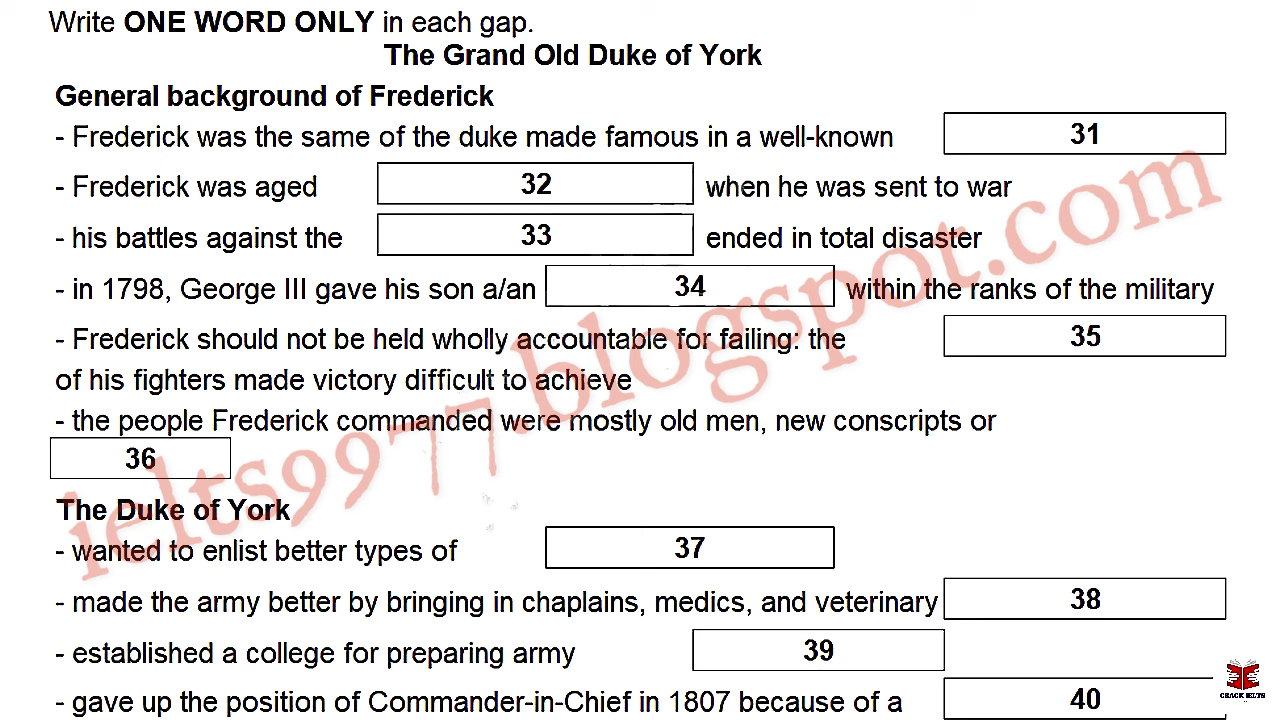 Write ONE WORD ONLY in each gap.
The Grand Old Duke of York
General background of Frederick
- Frederick was the same of the duke made famous in a well-known 31
- Frederick was aged 32 when he was sent to war
- his battles against the 33 ended in total disaster
- in 1798, George III gave his son a/an 34 within the ranks of the military
- Frederick should not be held wholly accountable for failing: the 35
of his fighters made victory difficult to achieve
- the people Frederick commanded were mostly old men, new conscripts or
36
The Duke of York
- wanted to enlist better types of 37
- made the army better by bringing in chaplains, medics, and veterinary 38
- established a college for preparing army 39
- gave up the position of Commander-in-Chief in 1807 because of a 40
ielts9977.blogspot.com
CRACK IELTS